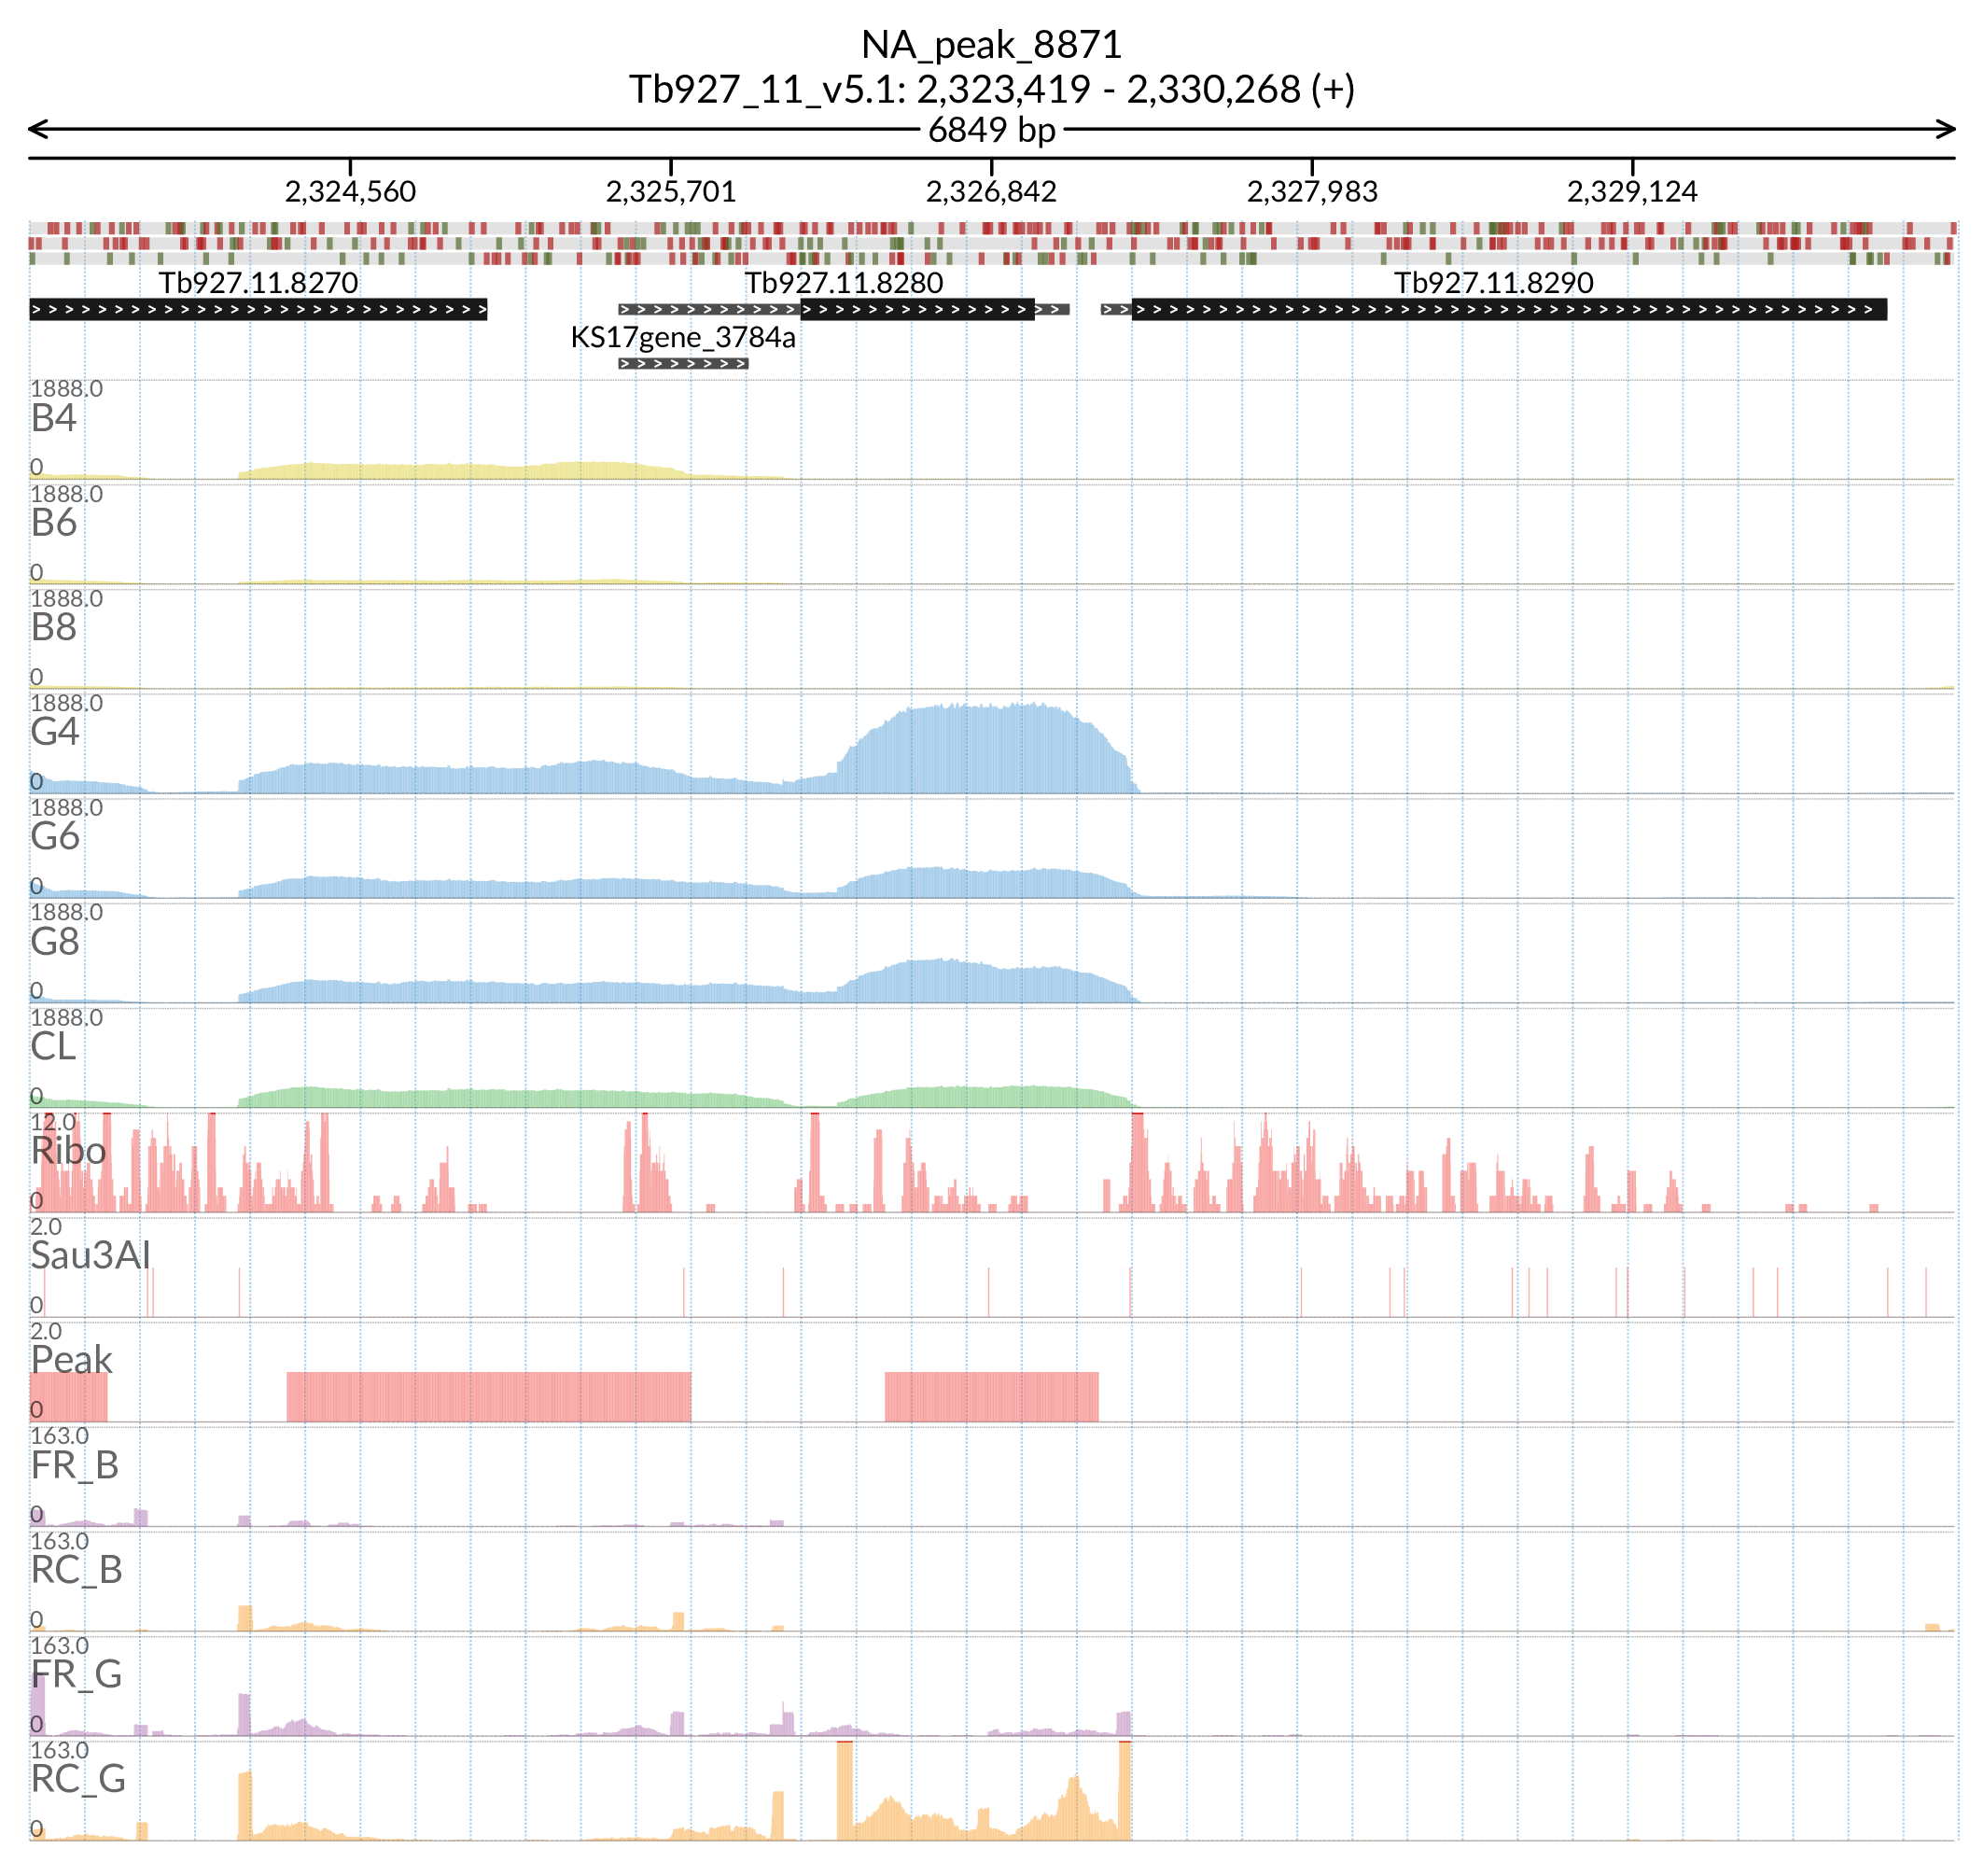 NA_peak_8871
Tb927_11_v5.1: 2,323,419 - 2,330,268 (+)
6849 bp
2,324,560 2,325,701 2,326,842 2,327,983 2,329,124
Tb927.11.8270 Tb927.11.8280 Tb927.11.8290
KS17gene_3784a
1888.0
B4
0
1888.0
B6
0
1888.0
B8
0
1888.0
G4
0
1888.0
G6
0
1888.0
G8
0
1888.0
CL
0
12.0
Ribo
0
2.0
Sau3AI
0
2.0
Peak
0
163.0
FR_B
0
163.0
RC_B
0
163.0
FR_G
0
163.0
RC_G
0